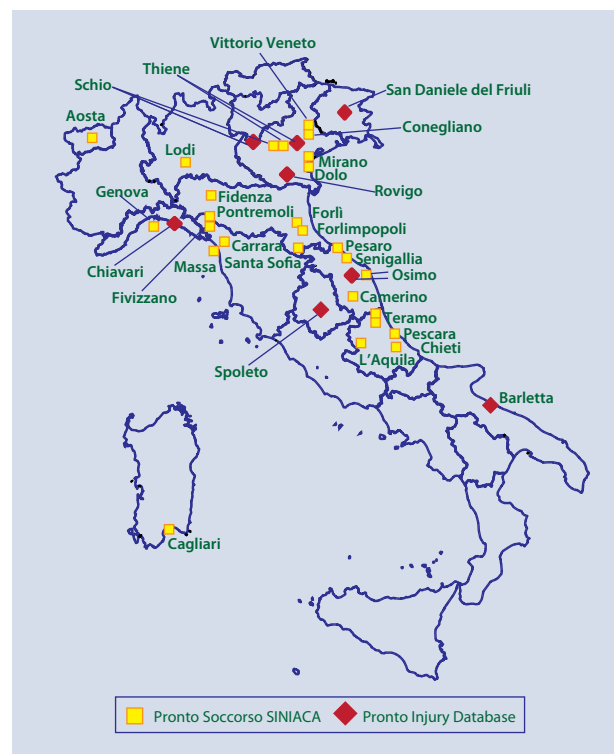 Vittorio Veneto
Thiene
Schio
San Daniele del Friuli
Aosta
Conegliano
Lodi
Mirano
Dolo
Rovigo
Genova
Fidenza
Pontremoli
Forlì
Forlimpopoli
Chiavari
Carrara
Pesaro
Massa
Santa Sofia
Senigallia
Osimo
Fivizzano
Camerino
Teramo
Pescara
Chieti
L'Aquila
Spoleto
Barletta
Cagliari
Pronto Soccorso SINIACA
Pronto Injury Database